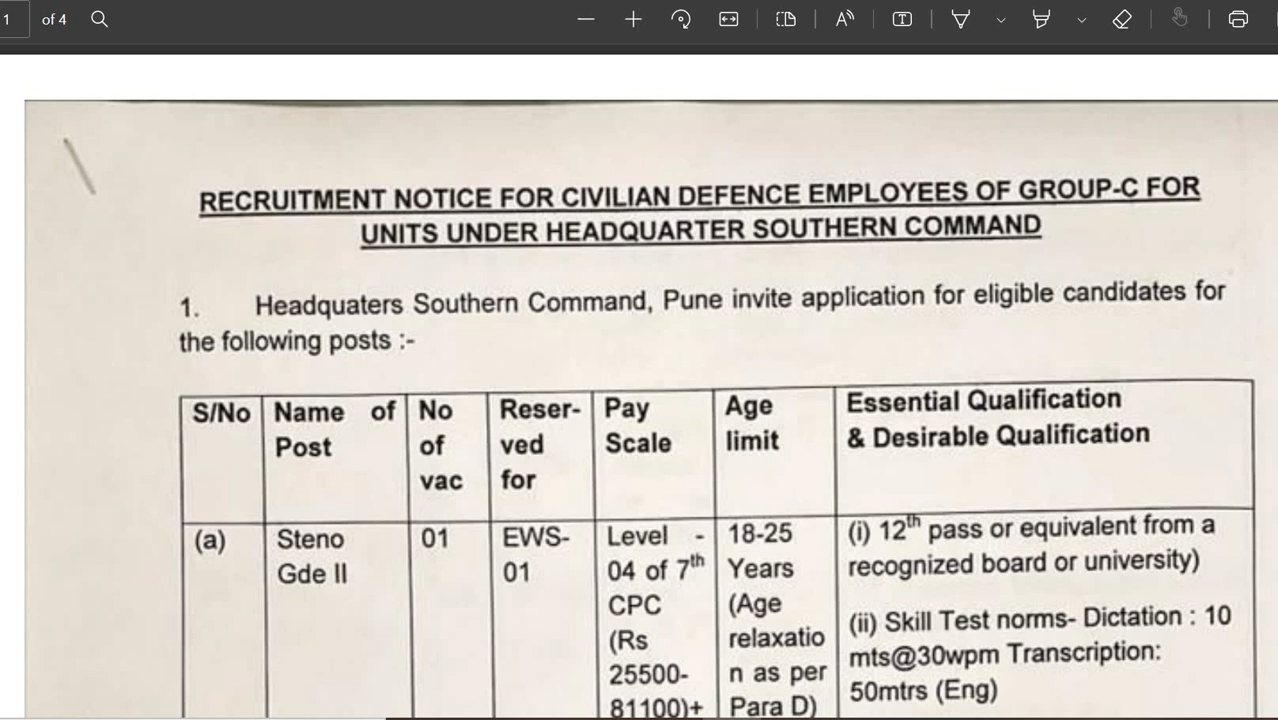 1 of 4
RECRUITMENT NOTICE FOR CIVILIAN DEFENCE EMPLOYEES OF GROUP-C FOR
UNITS UNDER HEADQUARTER SOUTHERN COMMAND
1. Headquaters Southern Command, Pune invite application for eligible candidates for
the following posts :-
S/No
Name of
Post
No
of
vac
Reser-
ved
for
Pay
Scale
Age
limit
Essential Qualification
& Desirable Qualification
(a)
Steno
Gde II
01
EWS-
01
Level -
04 of 7th
CPC
(Rs
25500-
81100)+
18-25
Years
(Age
relaxatio
n as per
Para D)
(i) 12th pass or equivalent from a
recognized board or university)
(ii) Skill Test norms- Dictation : 10
mts@30wpm Transcription:
50mtrs (Eng)